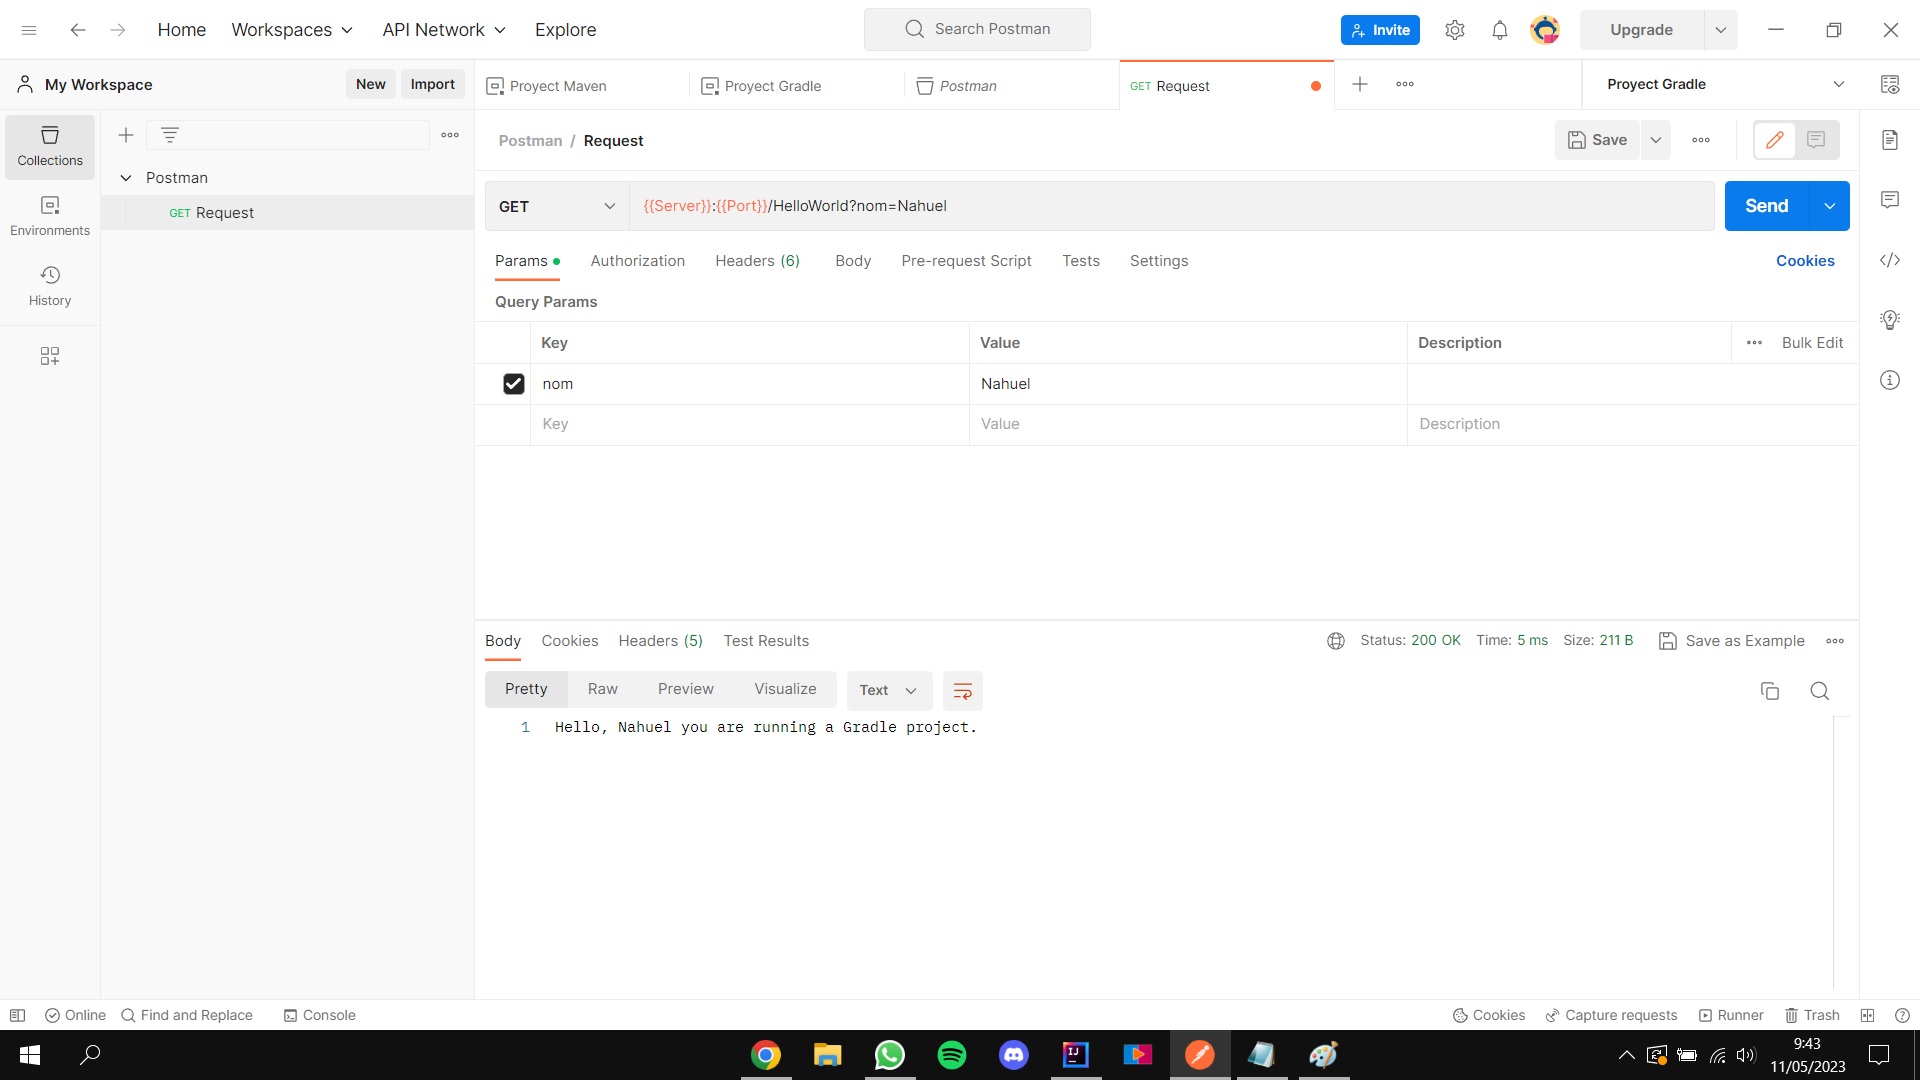 Home
Workspaces
API Network
Explore
Search Postman
Invite
Upgrade
My Workspace
New
Import
Proyect Maven
Proyect Gradle
Postman
GET Request
Proyect Gradle
Collections
Environments
History
Postman
GET Request
Postman / Request
Save
GET
{{Server}}:{{Port}}/HelloWorld?nom=Nahuel
Send
Params
Authorization
Headers (6)
Body
Pre-request Script
Tests
Settings
Cookies
Query Params
Key
Value
Description
Bulk Edit
nom
Nahuel
Key
Value
Description
Body
Cookies
Headers (5)
Test Results
Status: 200 OK
Time: 5 ms
Size: 211 B
Save as Example
Pretty
Raw
Preview
Visualize
Text
1 Hello, Nahuel you are running a Gradle project.
Online
Find and Replace
Console
Cookies
Capture requests
Runner
Trash
IJ
9:43
11/05/2023